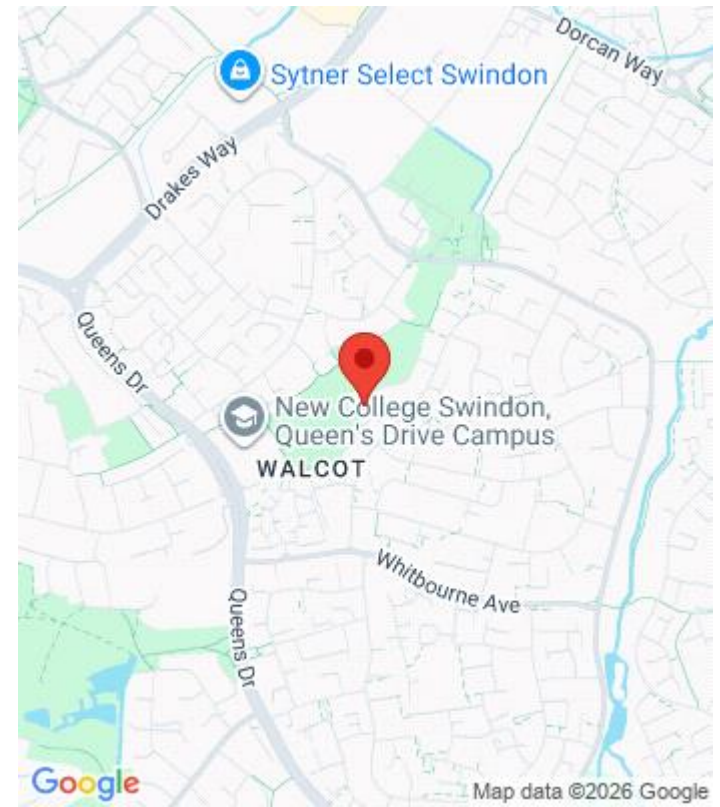 Dorcan Way
Sytner Select Swindon
Drakes Way
Queens Dr
New College Swindon,
Queen's Drive Campus
WALCOT
Whitbourne Ave
Queens Dr
Google
Map data ©2026 Google